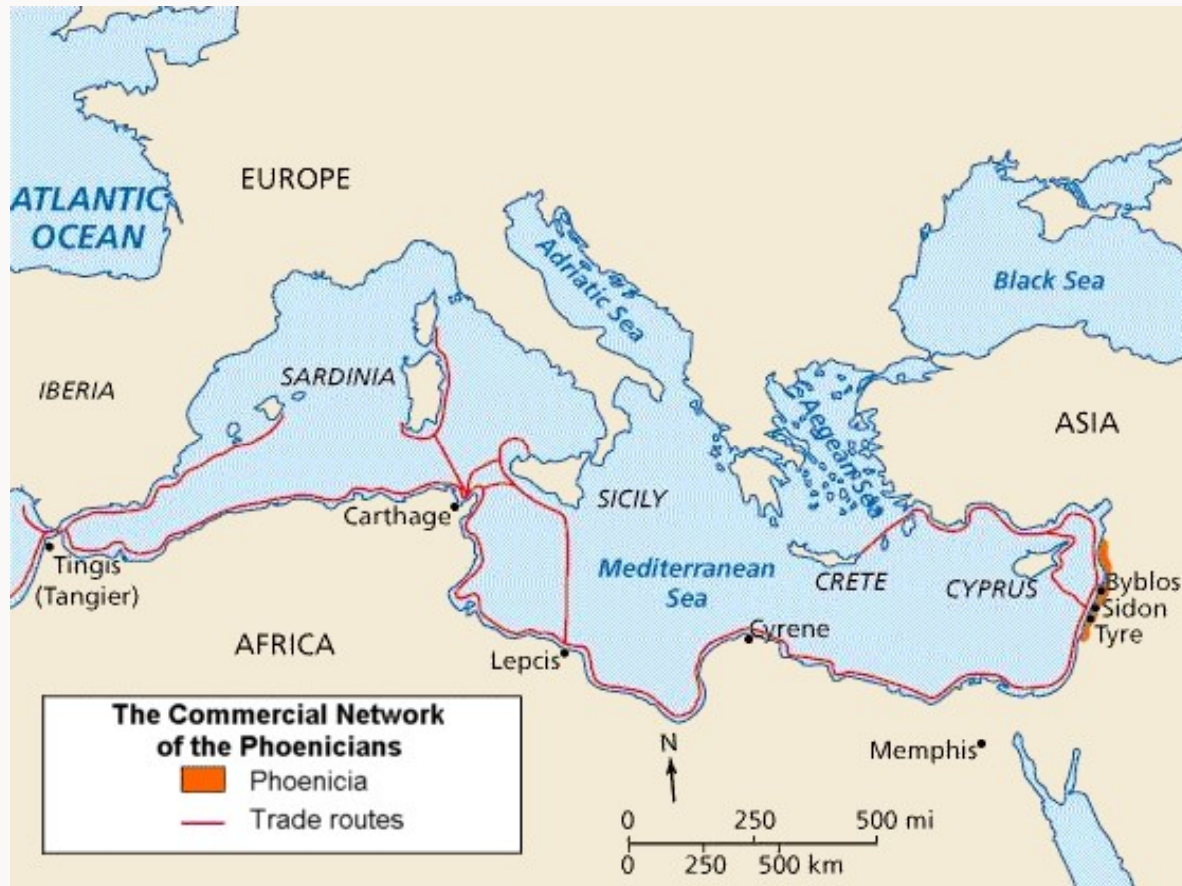 EUROPE
ATLANTIC
OCEAN
Adriatic Sea
Black Sea
IBERIA
SARDINIA
Aegean Sea
ASIA
SICILY
Carthage
Tingis
(Tangier)
Mediterranean
Sea
CRETE
CYPRUS
Byblos
Sidon
Tyre
AFRICA
Lepcis
Cyrene
Memphis
The Commercial Network
of the Phoenicians
Phoenicia
Trade routes
N
0 250 500 mi
0 250 500 km